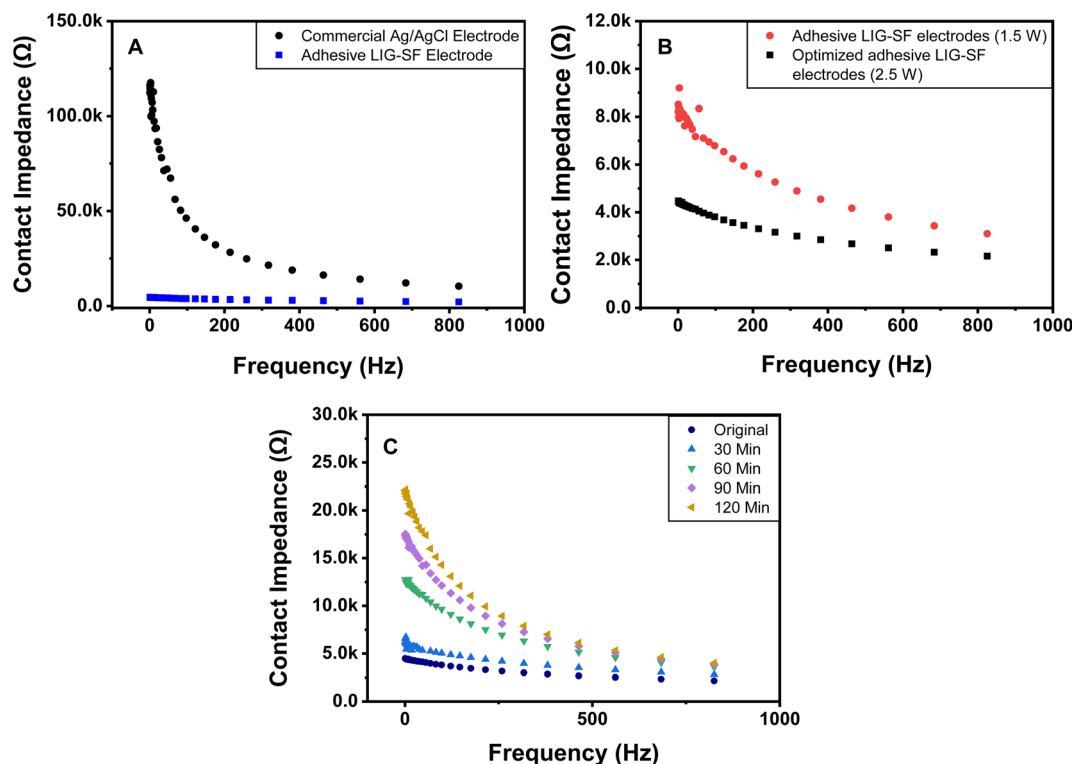 A
Commercial Ag/AgCl Electrode
Adhesive LIG-SF Electrode
150.0k
100.0k
50.0k
0.0
0
200
400
600
800
1000
Contact Impedance (Ω)
Frequency (Hz)
B
Adhesive LIG-SF electrodes (1.5 W)
Optimized adhesive LIG-SF
electrodes (2.5 W)
12.0k
10.0k
8.0k
6.0k
4.0k
2.0k
0.0
0
200
400
600
800
1000
Contact Impedance (Ω)
Frequency (Hz)
C
Original
30 Min
60 Min
90 Min
120 Min
30.0k
25.0k
20.0k
15.0k
10.0k
5.0k
0.0
0
500
1000
Contact Impedance (Ω)
Frequency (Hz)